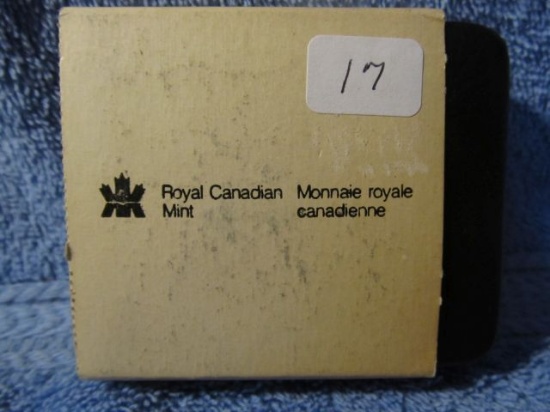 17
Royal Canadian Monnaie royale
Mint canadienne